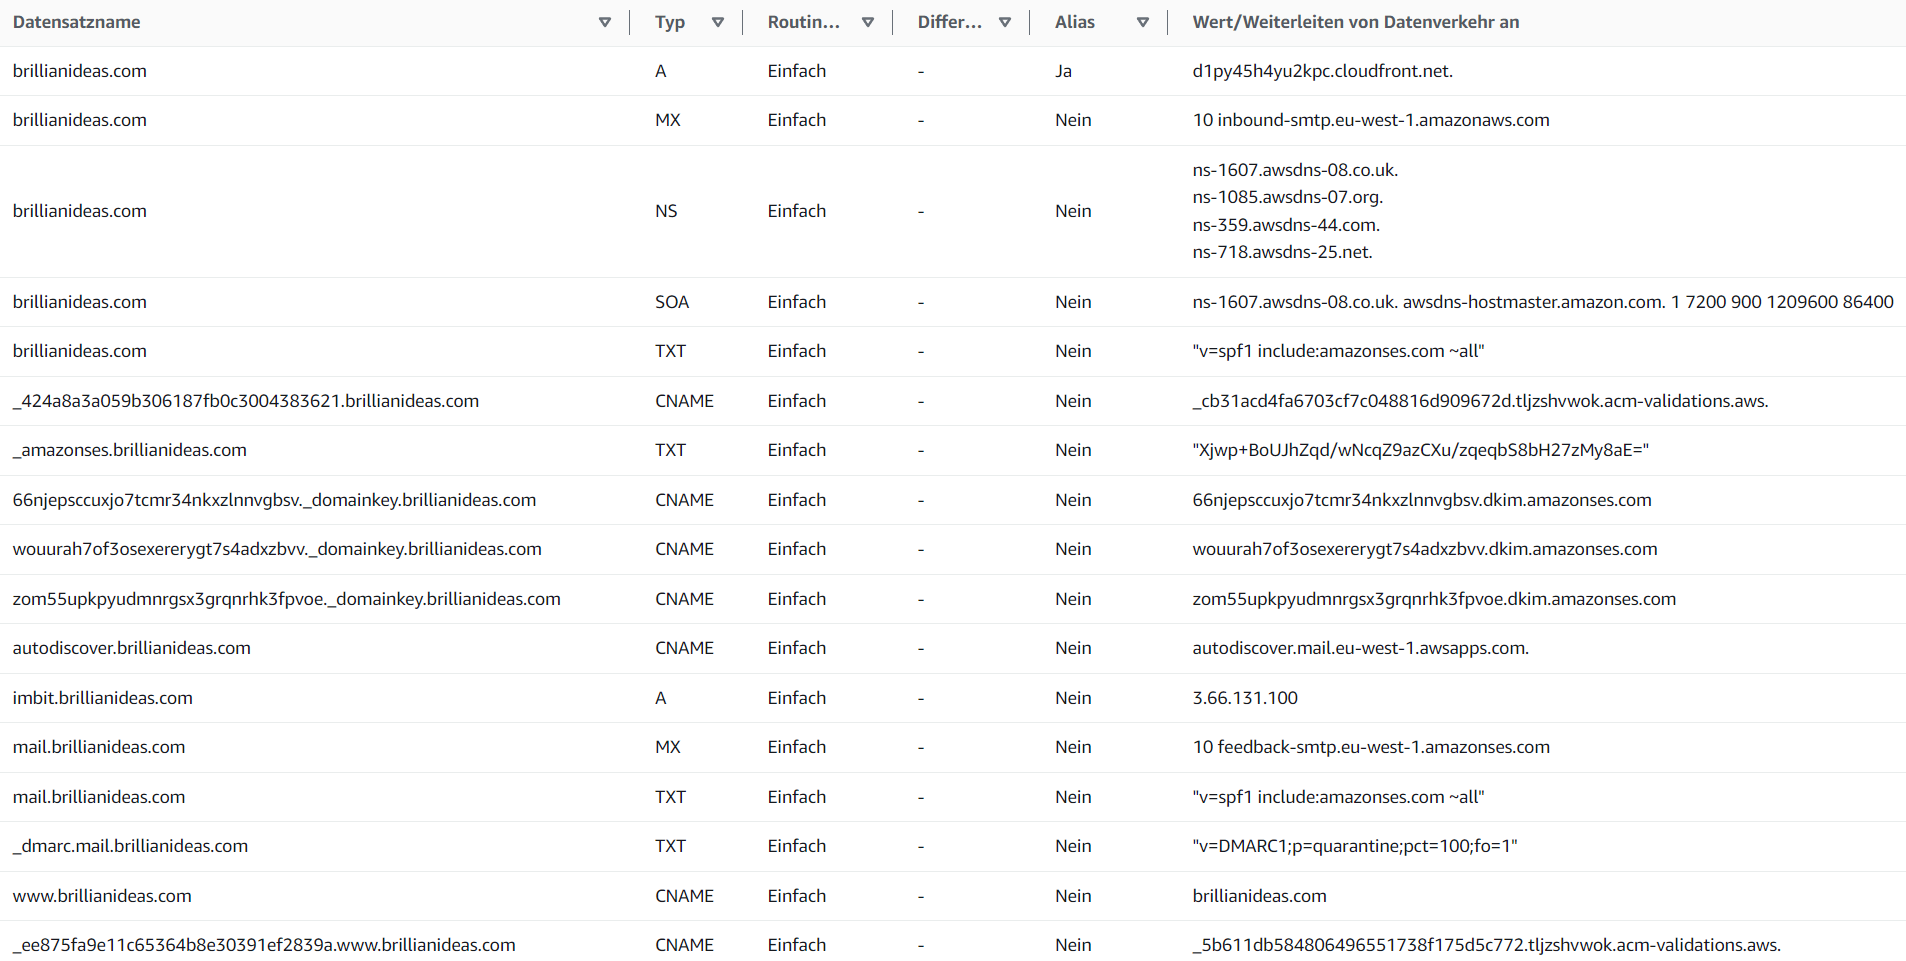 Datensatzname Typ Routin... Differ... Alias Wert/Weiterleiten von Datenverkehr an
brillianideas.com A Einfach - Ja d1py45h4yu2kpc.cloudfront.net.
brillianideas.com MX Einfach - Nein 10 inbound-smtp.eu-west-1.amazonaws.com
brillianideas.com NS Einfach - Nein ns-1607.awsdns-08.co.uk.
ns-1085.awsdns-07.org.
ns-359.awsdns-44.com.
ns-718.awsdns-25.net.
brillianideas.com SOA Einfach - Nein ns-1607.awsdns-08.co.uk. awsdns-hostmaster.amazon.com. 1 7200 900 1209600 86400
brillianideas.com TXT Einfach - Nein "v=spf1 include:amazonses.com ~all"
_424a8a3a059b306187fb0c3004383621.brillianideas.com CNAME Einfach - Nein _cb31acd4fa6703cf7c048816d909672d.tljzshvwok.acm-validations.aws.
_amazonses.brillianideas.com TXT Einfach - Nein "Xjwp+BoUJhZqd/wNcqZ9azCXu/zqeqbS8bH27zMy8aE="
66njepsccuxjo7tcmr34nkxzlnnvgbsv._domainkey.brillianideas.com CNAME Einfach - Nein 66njepsccuxjo7tcmr34nkxzlnnvgbsv.dkim.amazonses.com
wouurah7of3osexererygt7s4adxzbvv._domainkey.brillianideas.com CNAME Einfach - Nein wouurah7of3osexererygt7s4adxzbvv.dkim.amazonses.com
zom55upkpyudmnrgsx3grqnrhk3fpvoe._domainkey.brillianideas.com CNAME Einfach - Nein zom55upkpyudmnrgsx3grqnrhk3fpvoe.dkim.amazonses.com
autodiscover.brillianideas.com CNAME Einfach - Nein autodiscover.mail.eu-west-1.awsapps.com.
imbit.brillianideas.com A Einfach - Nein 3.66.131.100
mail.brillianideas.com MX Einfach - Nein 10 feedback-smtp.eu-west-1.amazonses.com
mail.brillianideas.com TXT Einfach - Nein "v=spf1 include:amazonses.com ~all"
_dmarc.mail.brillianideas.com TXT Einfach - Nein "v=DMARC1;p=quarantine;pct=100;fo=1"
www.brillianideas.com CNAME Einfach - Nein brillianideas.com
_ee875fa9e11c65364b8e30391ef2839a.www.brillianideas.com CNAME Einfach - Nein _5b611db584806496551738f175d5c772.tljzshvwok.acm-validations.aws.